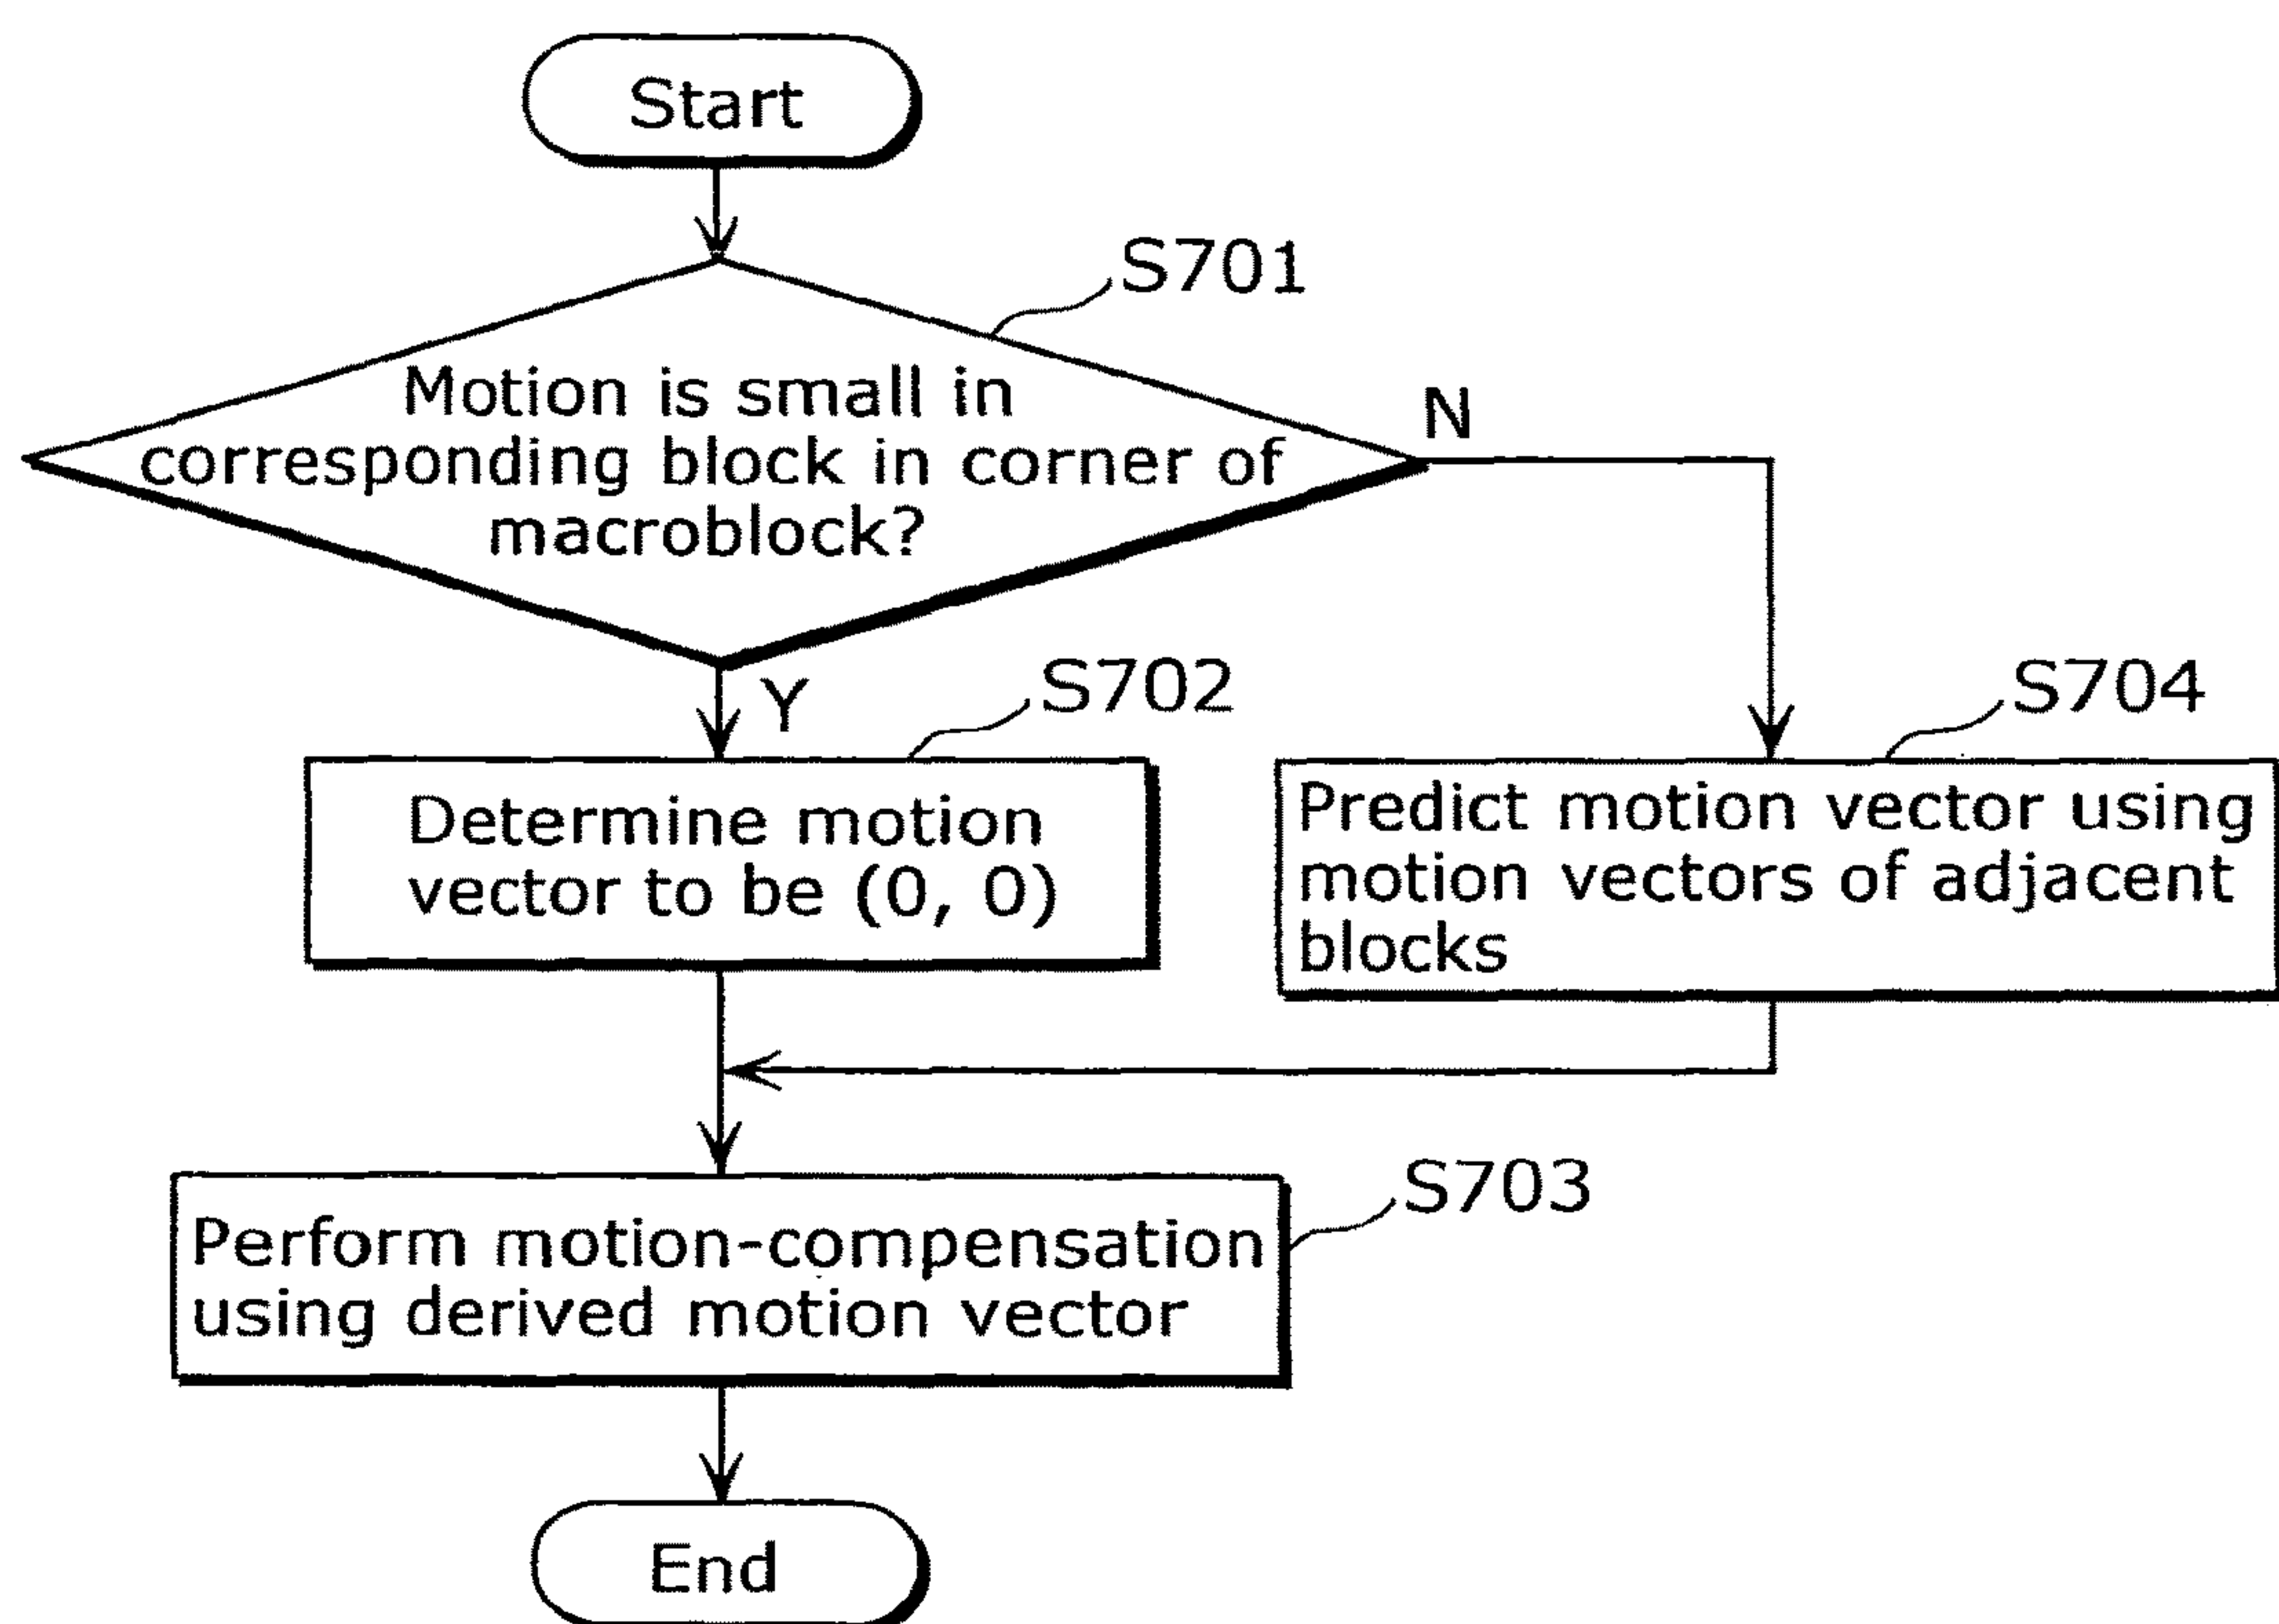 Start
S701
Motion is small in
corresponding block in corner of
macroblock?
N
Y
S702
S704
Determine motion
vector to be (0, 0)
Predict motion vector using
motion vectors of adjacent
blocks
S703
Perform motion-compensation
using derived motion vector
End